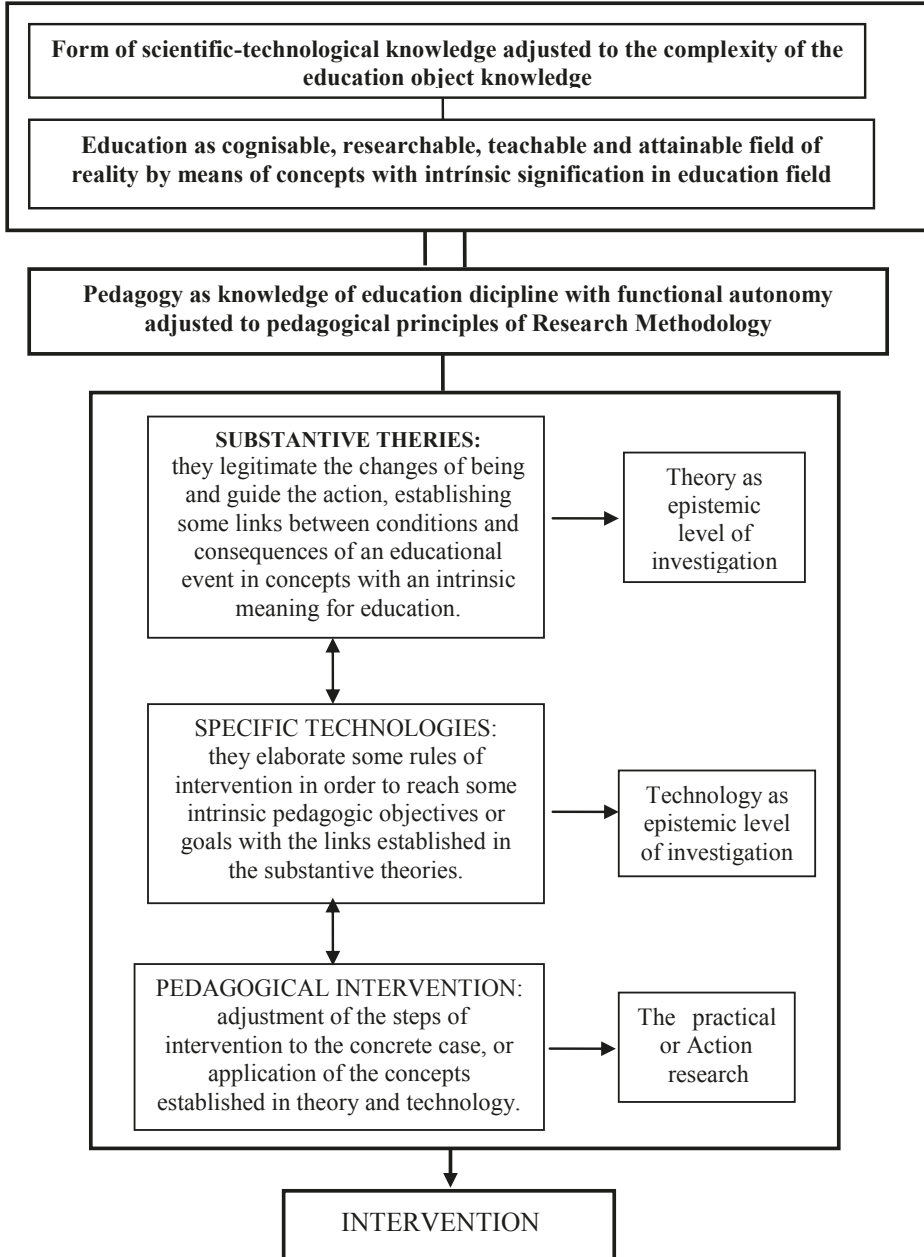 Form of scientific-technological knowledge adjusted to the complexity of the
education object knowledge
Education as cognisable, researchable, teachable and attainable field of
reality by means of concepts with intrínsic signification in education field
Pedagogy as knowledge of education dicipline with functional autonomy
adjusted to pedagogical principles of Research Methodology
SUBSTANTIVE THERIES:
they legitimate the changes of being
and guide the action, establishing
some links between conditions and
consequences of an educational
event in concepts with an intrinsic
meaning for education.
Theory as
epistemic
level of
investigation
SPECIFIC TECHNOLOGIES:
they elaborate some rules of
intervention in order to reach some
intrinsic pedagogic objectives or
goals with the links established in
the substantive theories.
Technology as
epistemic level
of investigation
PEDAGOGICAL INTERVENTION:
adjustment of the steps of
intervention to the concrete case, or
application of the concepts
established in theory and technology.
The practical
or Action
research
INTERVENTION